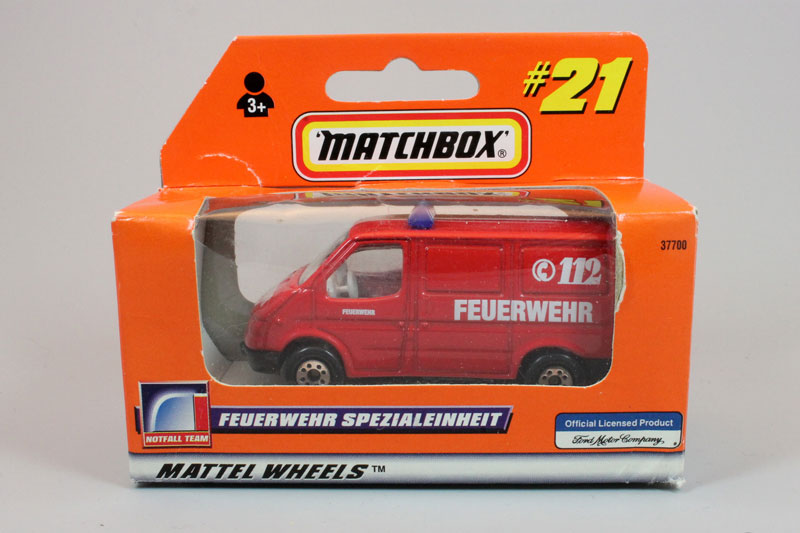 #21
3+
'MATCHBOX'®
37700
112
FEUERWEHR
FEUERWEHR
NOTFALL TEAM
FEUERWEHR SPEZIALEINHEIT
Official Licensed Product
Ford Motor Company
MATTEL WHEELS™